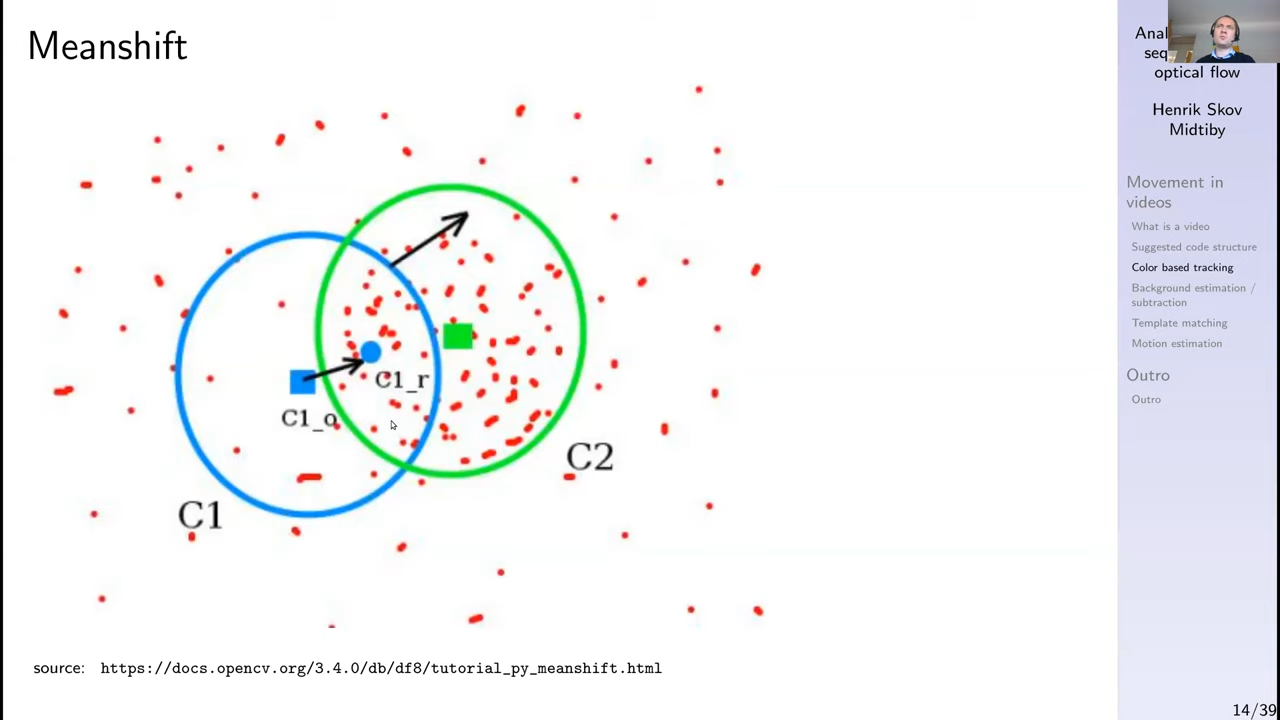 Meanshift
C1_r
C1_o
C2
C1
source: https://docs.opencv.org/3.4.0/db/df8/tutorial_py_meanshift.html
optical flow
Henrik Skov
Midtiby
Movement in
videos
What is a video
Suggested code structure
Color based tracking
Background estimation /
subtraction
Template matching
Motion estimation
Outro
Outro
14/39